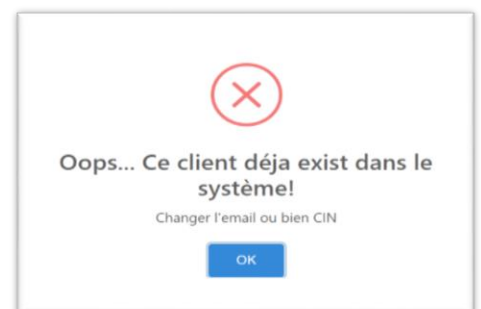 Oops... Ce client déja exist dans le
système!
Changer l'email ou bien CIN
OK